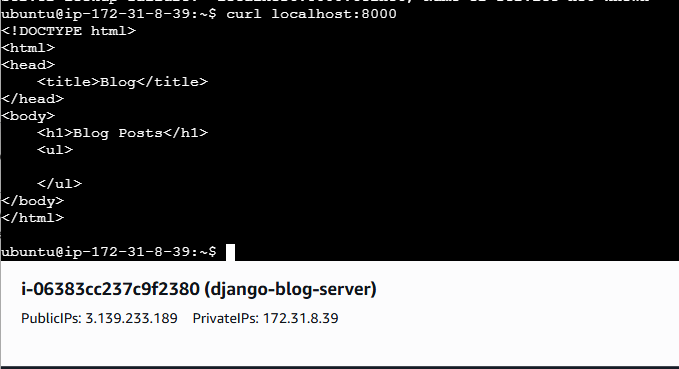 ubuntu@ip-172-31-8-39:~$ curl localhost:8000
<!DOCTYPE html>
<html>
<head>
    <title>Blog</title>
</head>
<body>
    <h1>Blog Posts</h1>
    <ul>

    </ul>
</body>
</html>

ubuntu@ip-172-31-8-39:~$
i-06383cc237c9f2380 (django-blog-server)
PublicIPs: 3.139.233.189    PrivateIPs: 172.31.8.39